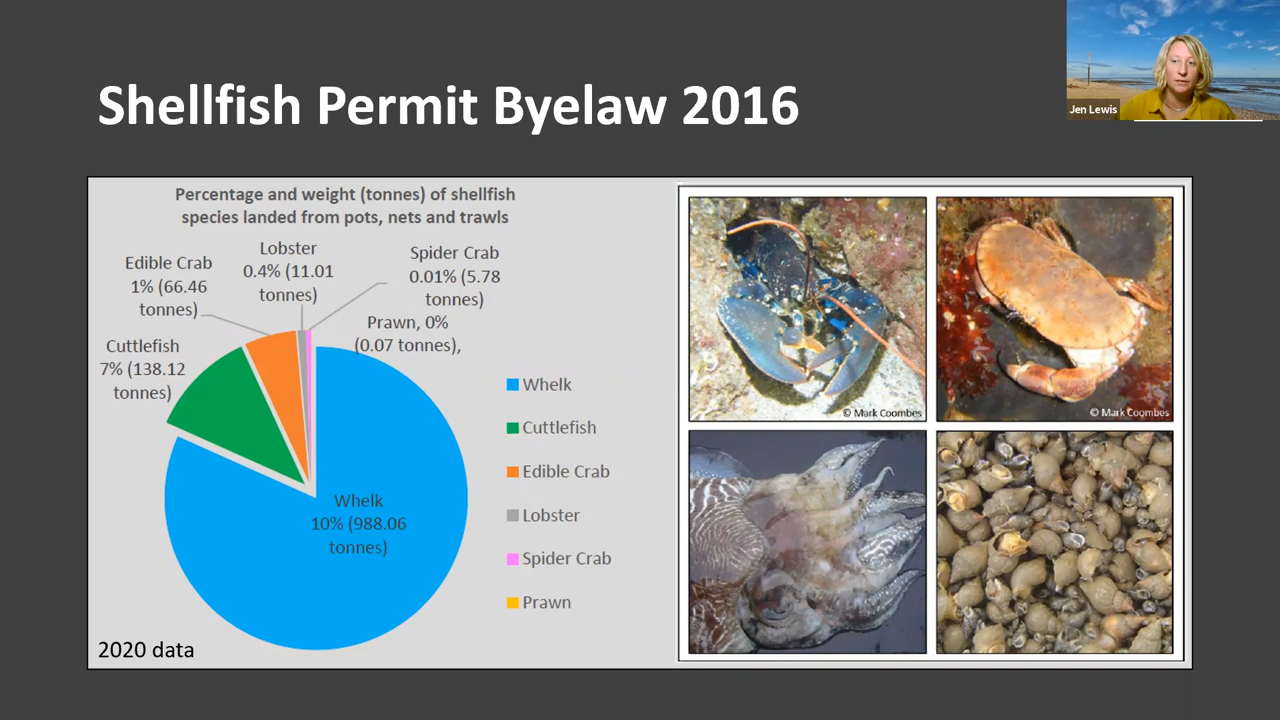 Shellfish Permit Byelaw 2016
Jen Lewis
Percentage and weight (tonnes) of shellfish
species landed from pots, nets and trawls
Edible Crab
1% (66.46
tonnes)
Lobster
0.4% (11.01
tonnes)
Spider Crab
0.01% (5.78
tonnes)
Prawn, 0%
(0.07 tonnes),
Cuttlefish
7% (138.12
tonnes)
Whelk
10% (988.06
tonnes)
Whelk
Cuttlefish
Edible Crab
Lobster
Spider Crab
Prawn
2020 data
© Mark Coombes
© Mark Coombes